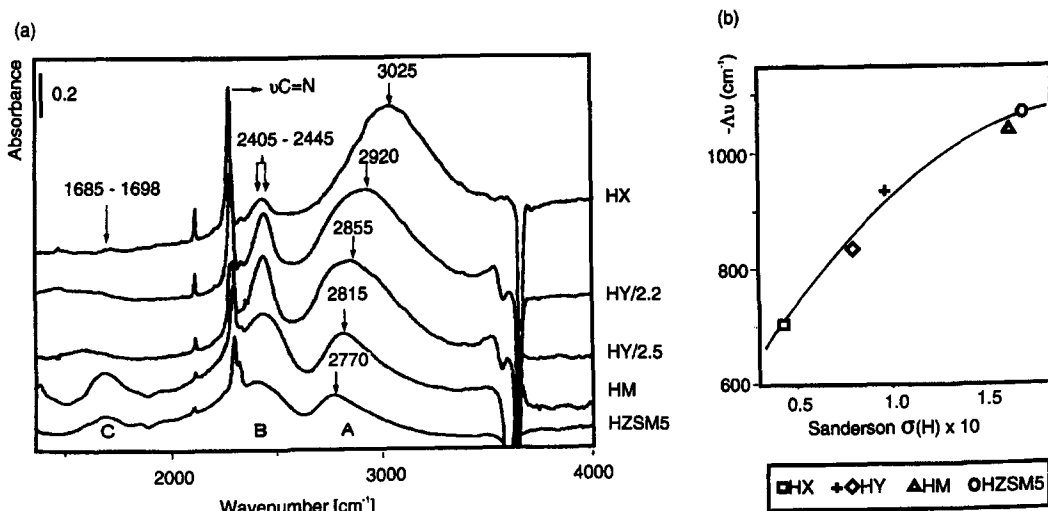 (a)
Absorbance
0.2
υC=N
3025
2405 - 2445
2920
1685 - 1698
2855
2815
2770
HX
HY/2.2
HY/2.5
HM
HZSM5
C
B
A
2000
3000
4000
Wavenumber [cm⁻¹]
(b)
-Δυ (cm⁻¹)
1000
800
600
0.5
1.0
1.5
Sanderson σ(H) x 10
HX
HY
HM
HZSM5